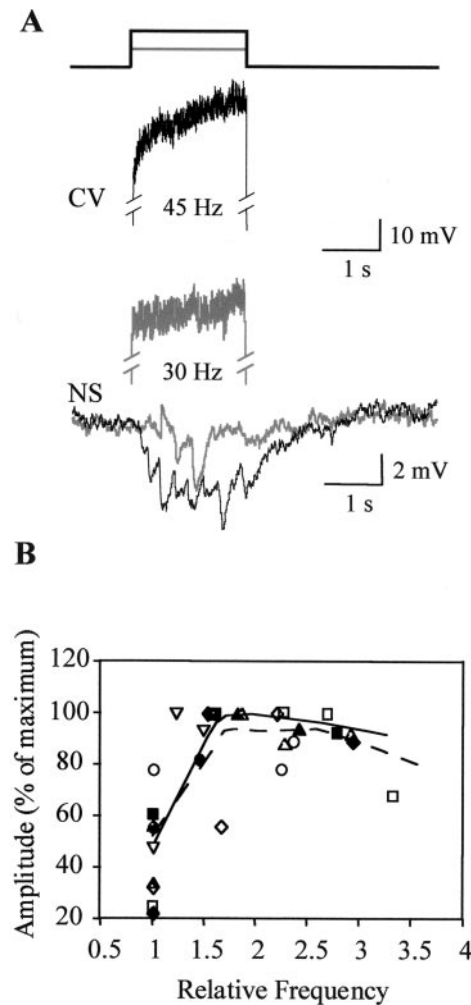 A
CV
45 Hz
10 mV
1 s
30 Hz
NS
2 mV
1 s
B
Amplitude (% of maximum)
120
100
80
60
40
20
0.5 1 1.5 2 2.5 3 3.5 4
Relative Frequency